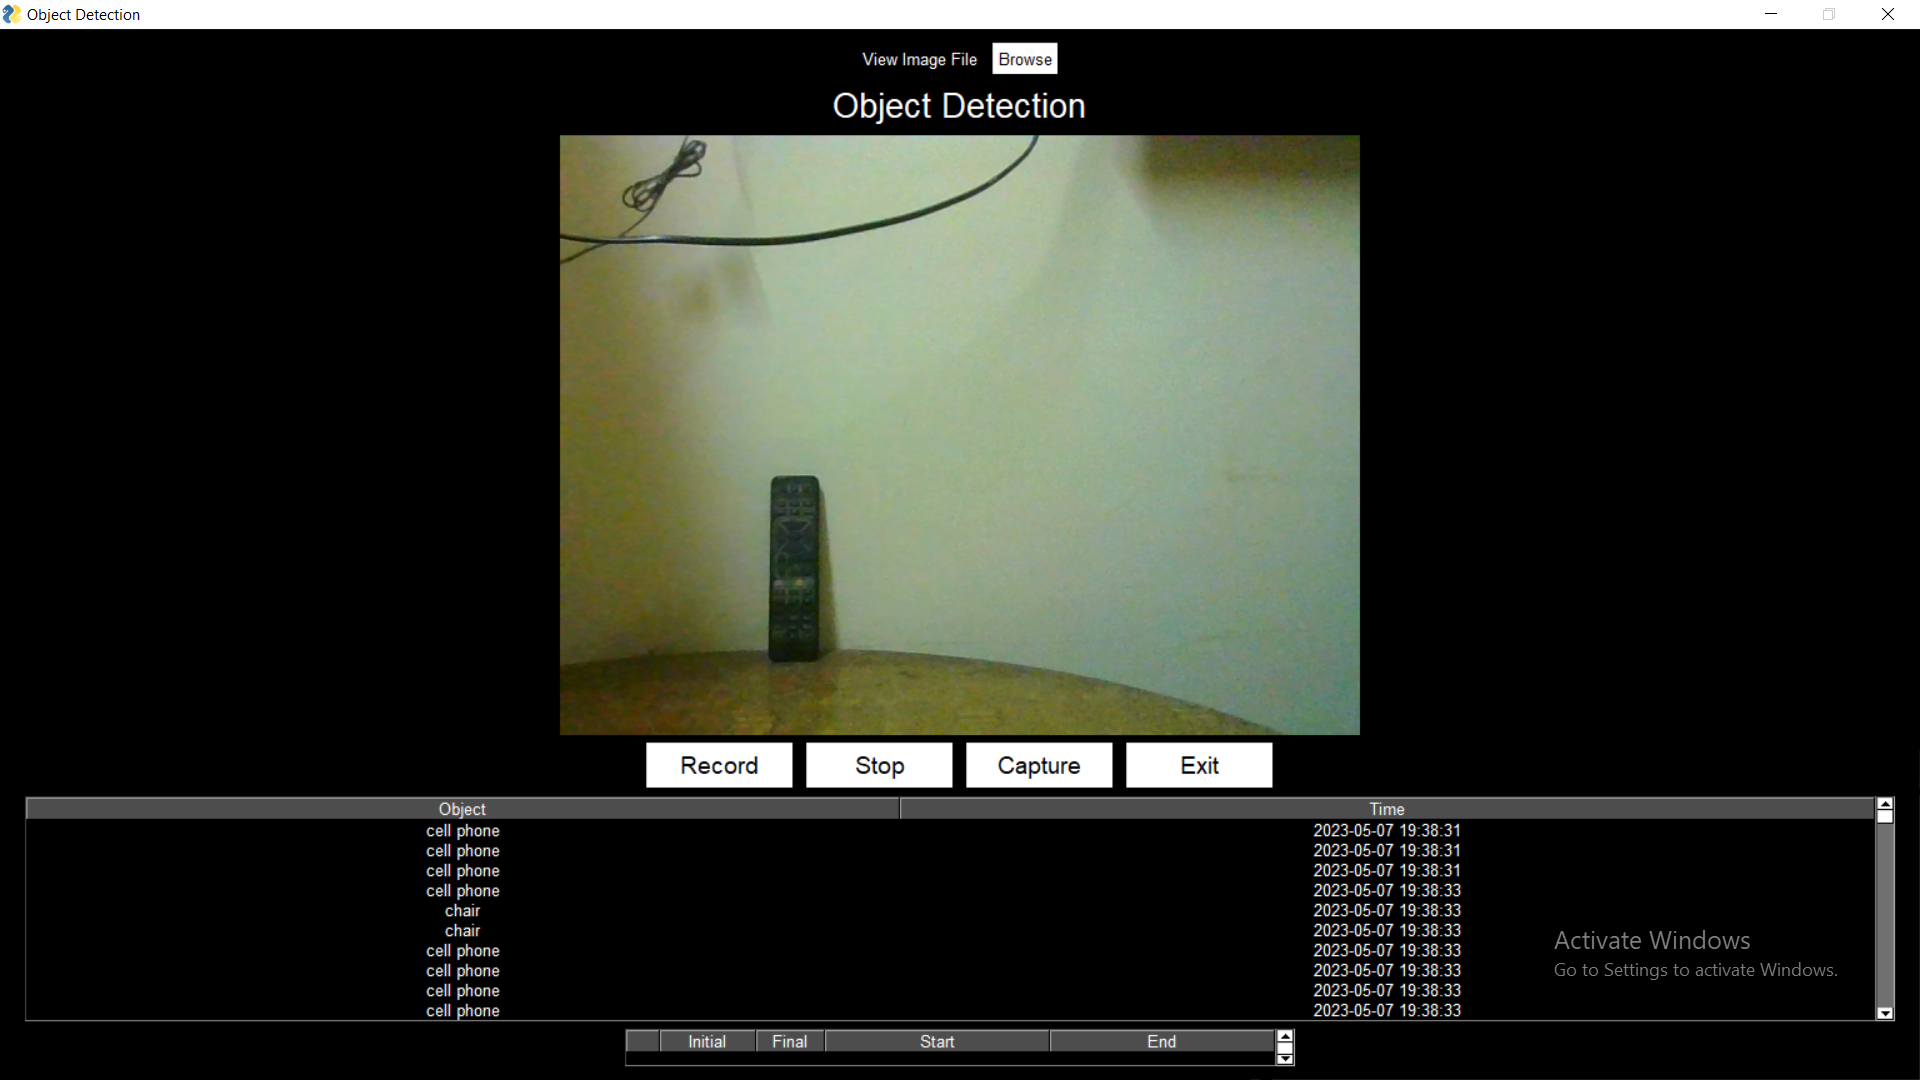 Object Detection
View Image File Browse
Object Detection
Record Stop Capture Exit
Object Time
cell phone 2023-05-07 19:38:31
cell phone 2023-05-07 19:38:31
cell phone 2023-05-07 19:38:31
cell phone 2023-05-07 19:38:33
chair 2023-05-07 19:38:33
chair 2023-05-07 19:38:33
cell phone 2023-05-07 19:38:33
cell phone 2023-05-07 19:38:33
cell phone 2023-05-07 19:38:33
cell phone 2023-05-07 19:38:33
Activate Windows
Go to Settings to activate Windows.
Initial Final Start End